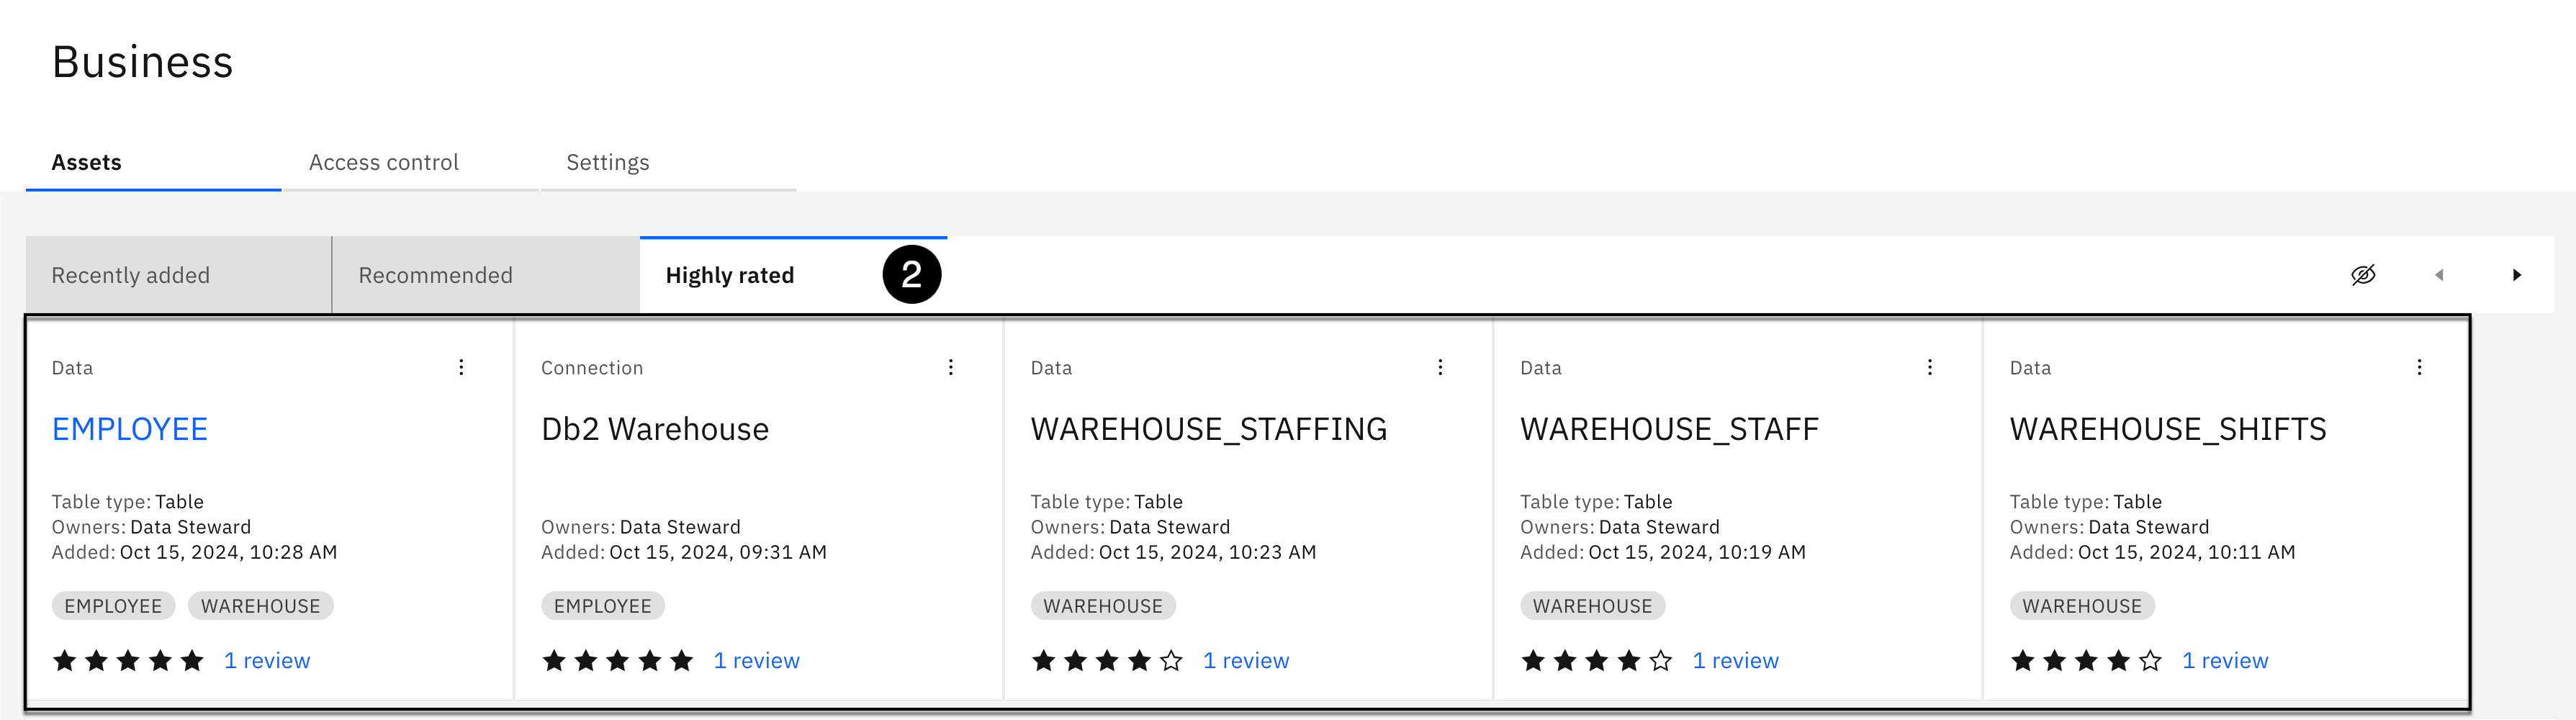 Business
Assets
Access control
Settings
Recently added
Recommended
Highly rated
2
Data
EMPLOYEE
Table type: Table
Owners: Data Steward
Added: Oct 15, 2024, 10:28 AM
EMPLOYEE WAREHOUSE
1 review
Connection
Db2 Warehouse
Owners: Data Steward
Added: Oct 15, 2024, 09:31 AM
EMPLOYEE
1 review
Data
WAREHOUSE_STAFFING
Table type: Table
Owners: Data Steward
Added: Oct 15, 2024, 10:23 AM
WAREHOUSE
1 review
Data
WAREHOUSE_STAFF
Table type: Table
Owners: Data Steward
Added: Oct 15, 2024, 10:19 AM
WAREHOUSE
1 review
Data
WAREHOUSE_SHIFTS
Table type: Table
Owners: Data Steward
Added: Oct 15, 2024, 10:11 AM
WAREHOUSE
1 review